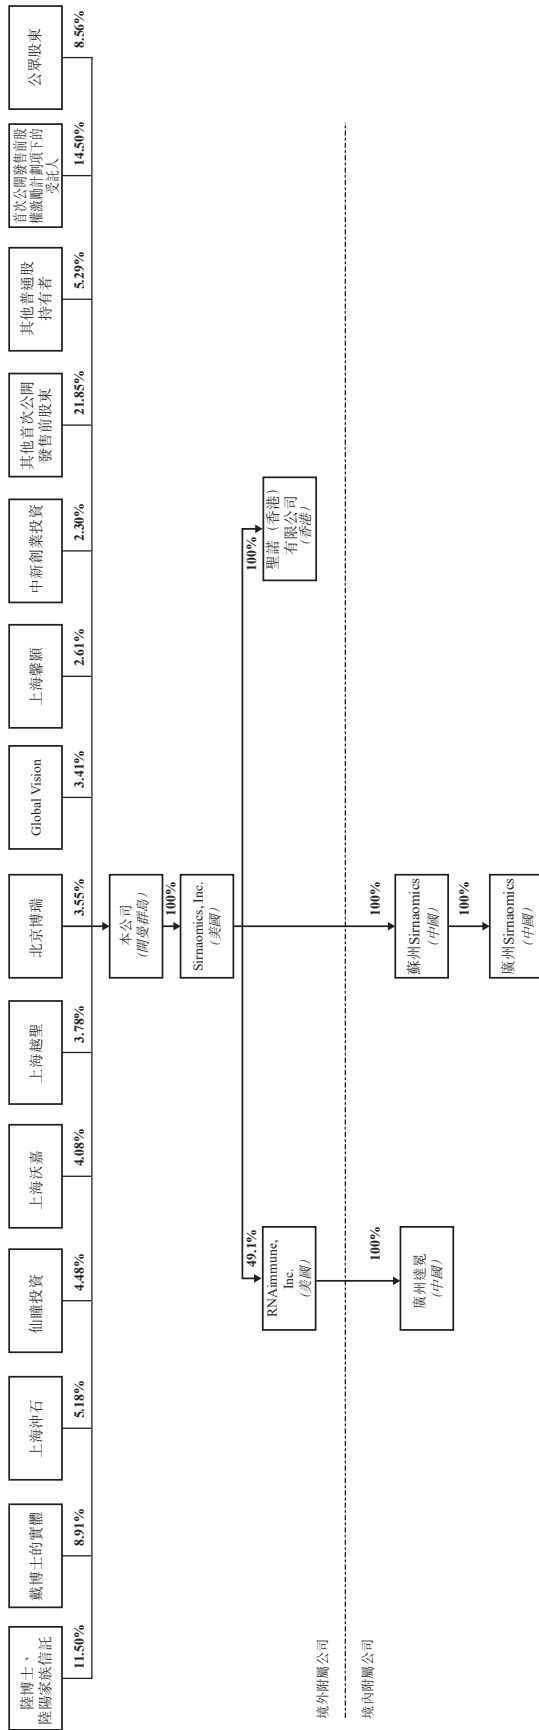 陸博士、
陸陽家族信託
11.50%
戴博士的實體
8.91%
上海沖石
5.18%
仙瞳投資
4.48%
上海沃嘉
4.08%
上海越聖
3.78%
北京博瑞
3.55%
Global Vision
3.41%
上海馨顥
2.61%
中新創業投資
2.30%
其他首次公開
發售前股東
21.85%
其他普通股
持有者
5.29%
首次公開發售前股
權激勵計劃項下的
受託人
14.50%
公眾股東
8.56%
本公司
(開曼群島)
100%
Sirnaomics, Inc.
(美國)
49.1%
RNAimmune,
Inc.
(美國)
100%
聖諾（香港）
有限公司
(香港)
境外附屬公司
境內附屬公司
100%
廣州達冕
(中國)
100%
蘇州Sirnaomics
(中國)
100%
廣州Sirnaomics
(中國)